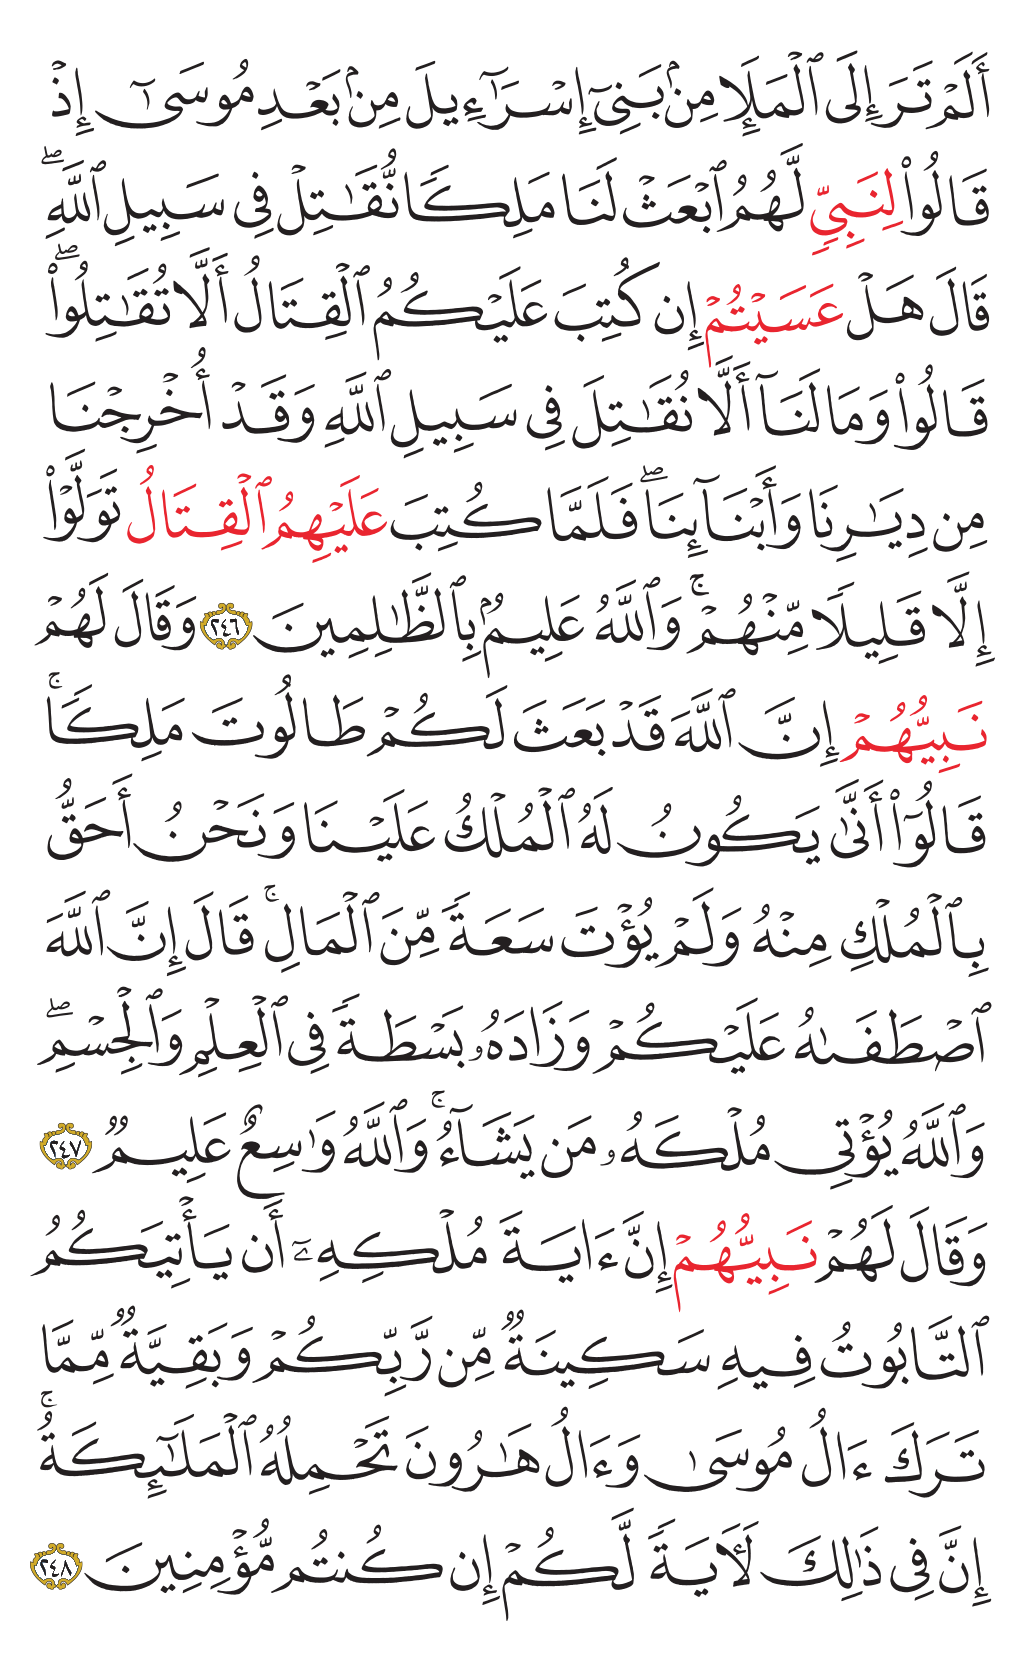 أَلَمْ تَرَ إِلَى ٱلْمَلَإِ مِنۢ بَنِىٓ إِسْرَٰٓءِيلَ مِنۢ بَعْدِ مُوسَىٰٓ إِذْ
قَالُوا۟ لِنَبِىٍّ لَّهُمُ ٱبْعَثْ لَنَا مَلِكًا نُّقَٰتِلْ فِى سَبِيلِ ٱللَّهِ ۖ
قَالَ هَلْ عَسَيْتُمْ إِن كُتِبَ عَلَيْكُمُ ٱلْقِتَالُ أَلَّا تُقَٰتِلُوا۟ ۖ
قَالُوا۟ وَمَا لَنَآ أَلَّا نُقَٰتِلَ فِى سَبِيلِ ٱللَّهِ وَقَدْ أُخْرِجْنَا
مِن دِيَٰرِنَا وَأَبْنَآئِنَا ۖ فَلَمَّا كُتِبَ عَلَيْهِمُ ٱلْقِتَالُ تَوَلَّوْا۟
إِلَّا قَلِيلًا مِّنْهُمْ ۚ وَٱللَّهُ عَلِيمٌۢ بِٱلظَّٰلِمِينَ ٢٤٦ وَقَالَ لَهُمْ
نَبِيُّهُمْ إِنَّ ٱللَّهَ قَدْ بَعَثَ لَكُمْ طَالُوتَ مَلِكًا ۚ
قَالُوٓا۟ أَنَّىٰ يَكُونُ لَهُ ٱلْمُلْكُ عَلَيْنَا وَنَحْنُ أَحَقُّ
بِٱلْمُلْكِ مِنْهُ وَلَمْ يُؤْتَ سَعَةً مِّنَ ٱلْمَالِ ۚ قَالَ إِنَّ ٱللَّهَ
ٱصْطَفَىٰهُ عَلَيْكُمْ وَزَادَهُۥ بَسْطَةً فِى ٱلْعِلْمِ وَٱلْجِسْمِ ۖ
وَٱللَّهُ يُؤْتِى مُلْكَهُۥ مَن يَشَآءُ ۚ وَٱللَّهُ وَٰسِعٌ عَلِيمٌ ٢٤٧
وَقَالَ لَهُمْ نَبِيُّهُمْ إِنَّ ءَايَةَ مُلْكِهِۦٓ أَن يَأْتِيَكُمُ
ٱلتَّابُوتُ فِيهِ سَكِينَةٌ مِّن رَّبِّكُمْ وَبَقِيَّةٌ مِّمَّا
تَرَكَ ءَالُ مُوسَىٰ وَءَالُ هَٰرُونَ تَحْمِلُهُ ٱلْمَلَٰٓئِكَةُ ۚ
إِنَّ فِى ذَٰلِكَ لَءَايَةً لَّكُمْ إِن كُنتُم مُّؤْمِنِينَ ٢٤٨